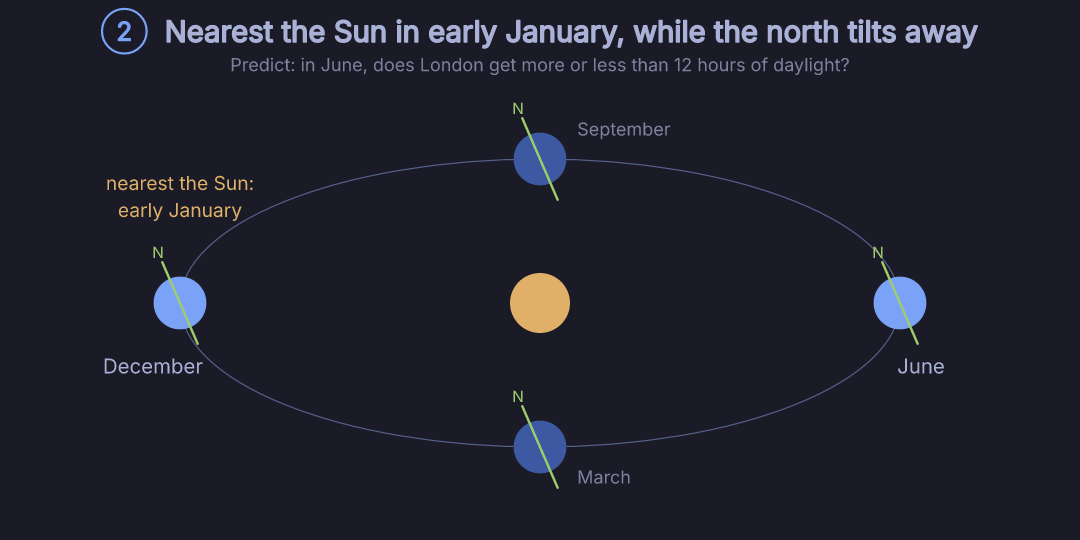 2 Nearest the Sun in early January, while the north tilts away
Predict: in June, does London get more or less than 12 hours of daylight?
N
September
nearest the Sun:
early January
N
N
December
June
N
March